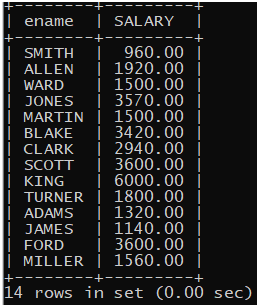 +--------+---------+
| ename | SALARY |
+--------+---------+
| SMITH | 960.00 |
| ALLEN | 1920.00 |
| WARD | 1500.00 |
| JONES | 3570.00 |
| MARTIN | 1500.00 |
| BLAKE | 3420.00 |
| CLARK | 2940.00 |
| SCOTT | 3600.00 |
| KING | 6000.00 |
| TURNER | 1800.00 |
| ADAMS | 1320.00 |
| JAMES | 1140.00 |
| FORD | 3600.00 |
| MILLER | 1560.00 |
+--------+---------+
14 rows in set (0.00 sec)